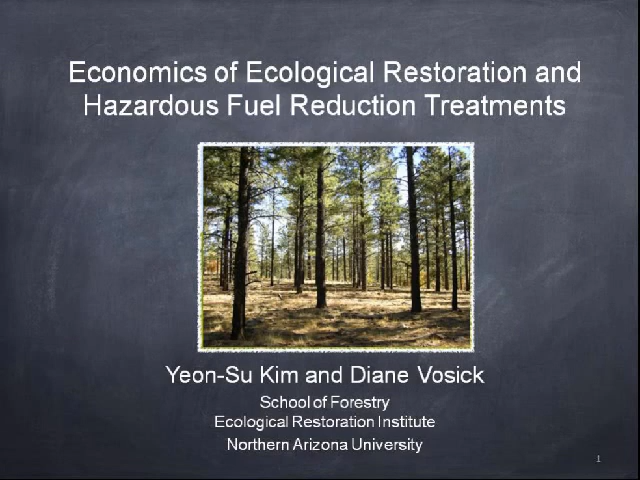 Economics of Ecological Restoration and
Hazardous Fuel Reduction Treatments
Yeon-Su Kim and Diane Vosick
School of Forestry
Ecological Restoration Institute
Northern Arizona University
1